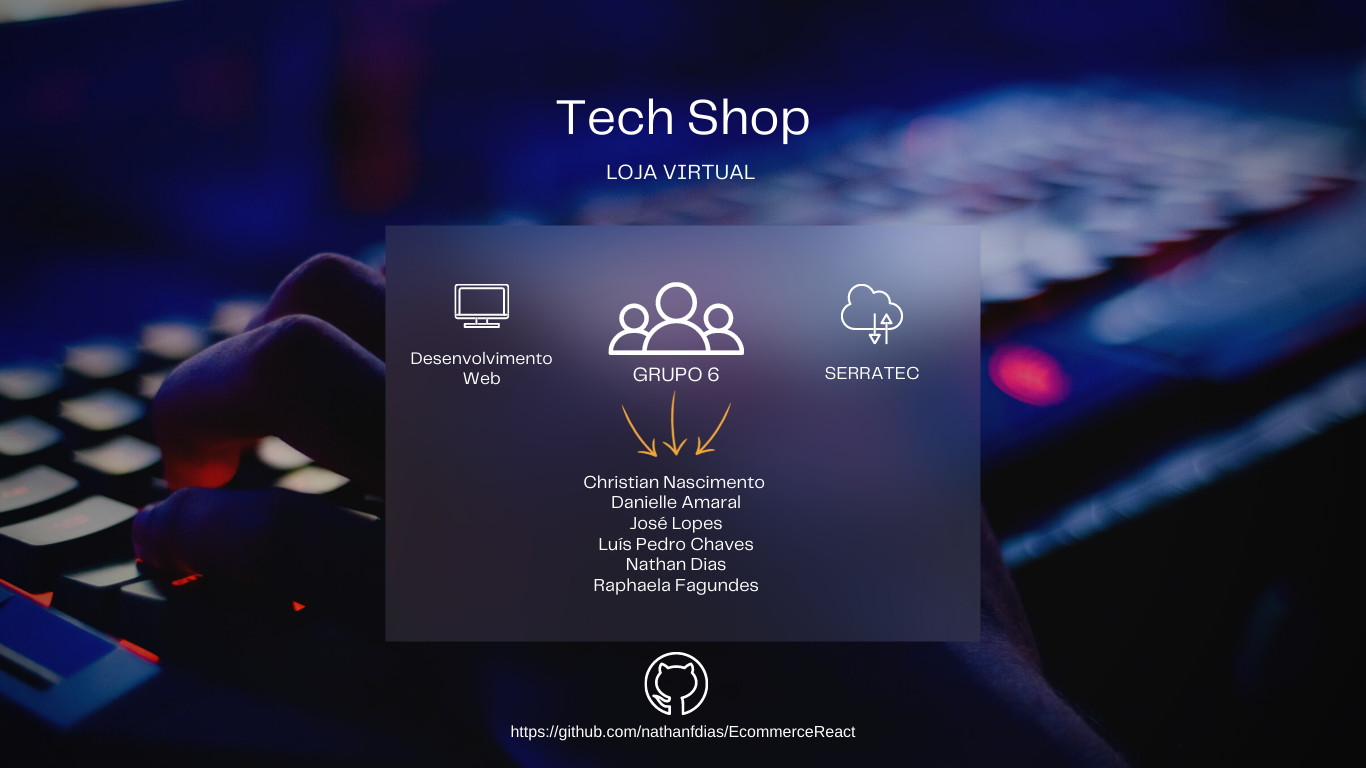 Tech Shop
LOJA VIRTUAL
Desenvolvimento
Web
GRUPO 6
SERRATEC
Christian Nascimento
Danielle Amaral
José Lopes
Luís Pedro Chaves
Nathan Dias
Raphaela Fagundes
https://github.com/nathanfdias/EcommerceReact